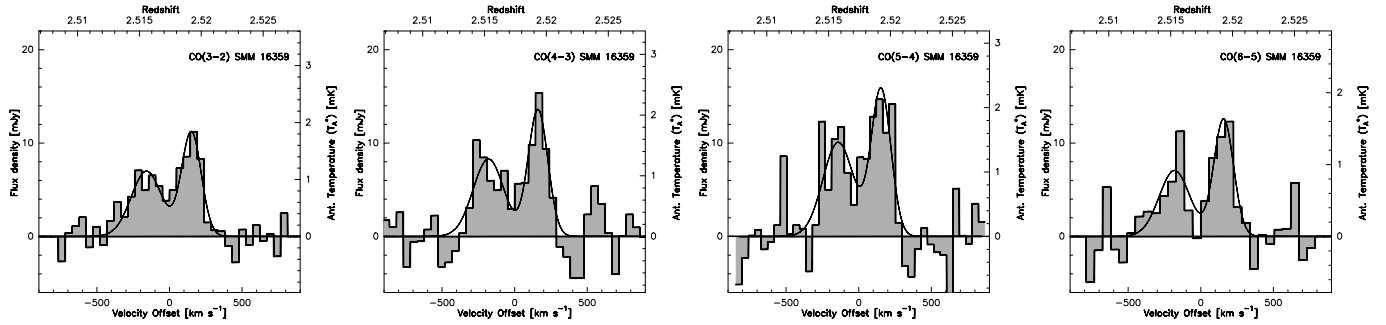 Redshift
2.51 2.515 2.52 2.525
CO(3−2) SMM 16359
Flux density [mJy]
20
10
0
3
2
1
0
Ant. Temperature (T_A^*) [mK]
−500 0 500
Velocity Offset [km s⁻¹]
Redshift
2.51 2.515 2.52 2.525
CO(4−3) SMM 16359
Flux density [mJy]
20
10
0
3
2
1
0
Ant. Temperature (T_A^*) [mK]
−500 0 500
Velocity Offset [km s⁻¹]
Redshift
2.51 2.515 2.52 2.525
CO(5−4) SMM 16359
Flux density [mJy]
20
10
0
3
2
1
0
Ant. Temperature (T_A^*) [mK]
−500 0 500
Velocity Offset [km s⁻¹]
Redshift
2.51 2.515 2.52 2.525
CO(6−5) SMM 16359
Flux density [mJy]
20
10
0
2
1
0
Ant. Temperature (T_A^*) [mK]
−500 0 500
Velocity Offset [km s⁻¹]